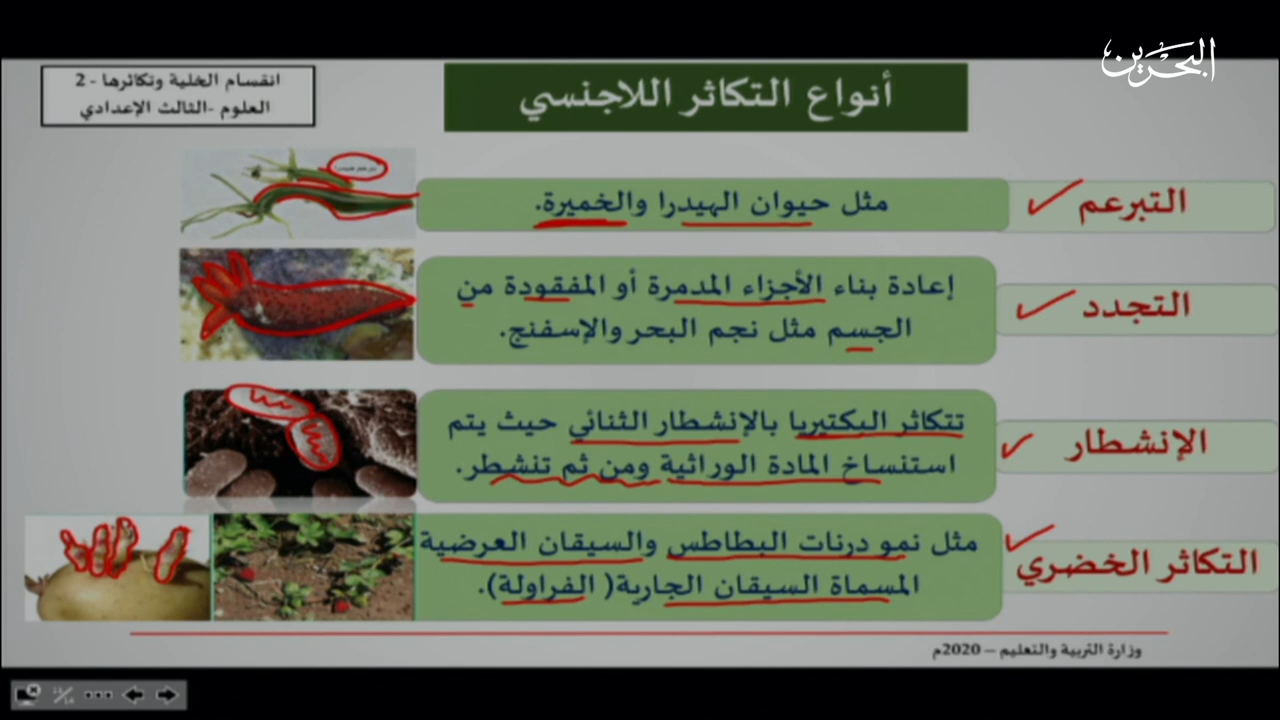 البحرين
انقسام الخلية وتكاثرها - 2
العلوم -الثالث الإعدادي
أنواع التكاثر اللاجنسي
التبرعم
مثل حيوان الهيدرا والخميرة.
التجدد
إعادة بناء الأجزاء المدمرة أو المفقودة من
الجسم مثل نجم البحر والإسفنج.
الإنشطار
تتكاثر البكتيريا بالإنشطار الثنائي حيث يتم
استنساخ المادة الوراثية ومن ثم تنشطر.
التكاثر الخضري
مثل نمو درنات البطاطس والسيقان العرضية
المسماة السيقان الجارية( الفراولة).
وزارة التربية والتعليم – 2020م